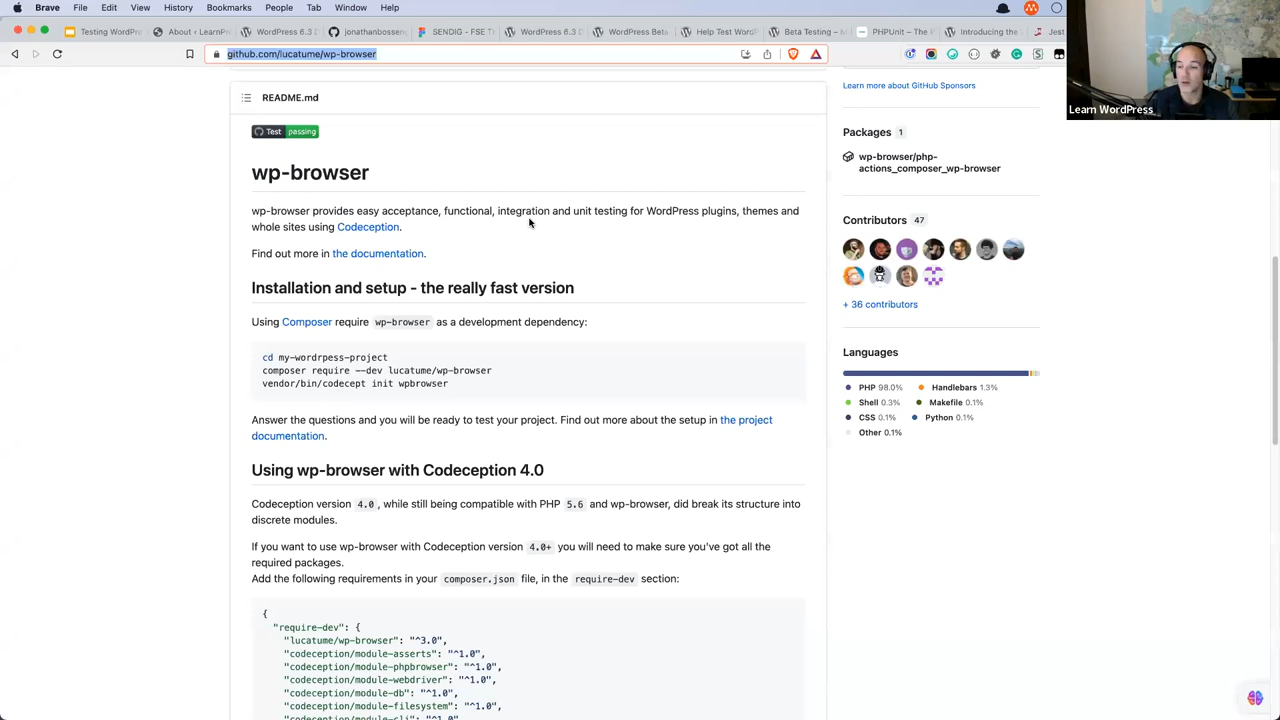 Brave File Edit View History Bookmarks Window Help
Testing WordPr
About ‹ LearnPr
WordPress 6.3
jonathanbosseng
SENDIG - FSE T
WordPress 6.3 D
WordPress Beta
PHPUnit – The P
Introducing the
Jest
github.com/lucatume/wp-browser
Learn WordPress
Learn more about GitHub Sponsors
README.md
Test passing
wp-browser
wp-browser provides easy acceptance, functional, integration and unit testing for WordPress plugins, themes and
whole sites using Codeception.
Find out more in the documentation.
Installation and setup - the really fast version
Using Composer require wp-browser as a development dependency:
cd my-wordrpess-project
composer require --dev lucatume/wp-browser
vendor/bin/codecept init wpbrowser
Answer the questions and you will be ready to test your project. Find out more about the setup in the project
documentation.
Using wp-browser with Codeception 4.0
Codeception version 4.0, while still being compatible with PHP 5.6 and wp-browser, did break its structure into
discrete modules.
If you want to use wp-browser with Codeception version 4.0+ you will need to make sure you've got all the
required packages.
Add the following requirements in your composer.json file, in the require-dev section:
{
"require-dev": {
"lucatume/wp-browser": "^3.0",
"codeception/module-asserts": "^1.0",
"codeception/module-phpbrowser": "^1.0",
"codeception/module-webdriver": "^1.0",
"codeception/module-db": "^1.0",
"codeception/module-filesystem": "^1.0",
"codeception/module-cli": "^1.0",
Packages 1
wp-browser/php-
actions_composer_wp-browser
Contributors 47
+ 36 contributors
Languages
PHP 98.0%
Handlebars 1.3%
Shell 0.3%
Makefile 0.1%
CSS 0.1%
Python 0.1%
Other 0.1%